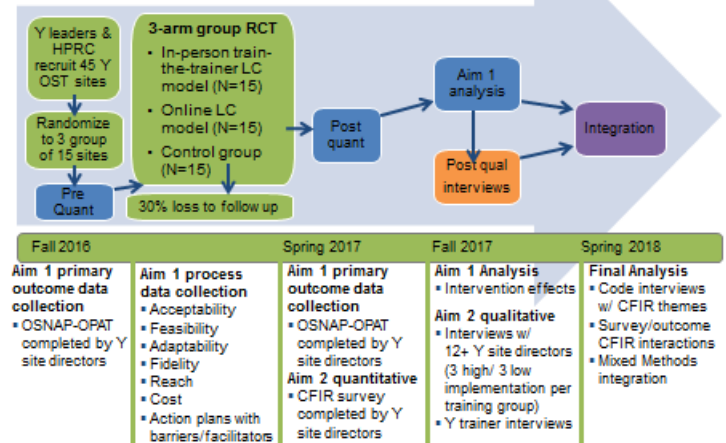 Y leaders &
HPRC
recruit 45 Y
OST sites
Randomize
to 3 group
of 15 sites
Pre
Quant
3-arm group RCT
• In-person train-
the-trainer LC
model (N=15)
• Online LC
model (N=15)
• Control group
(N=15)
30% loss to follow up
Post
quant
Aim 1
analysis
Post qual
interviews
Integration
Fall 2016
Spring 2017
Fall 2017
Spring 2018
Aim 1 primary
outcome data
collection
▪ OSNAP-OPAT
completed by Y
site directors
Aim 1 process
data collection
▪ Acceptability
▪ Feasibility
▪ Adaptability
▪ Fidelity
▪ Reach
▪ Cost
▪ Action plans with
barriers/facilitators
Aim 1 primary
outcome data
collection
▪ OSNAP-OPAT
completed by Y
site directors
Aim 2 quantitative
▪ CFIR survey
completed by Y
site directors
Aim 1 Analysis
▪ Intervention effects
Aim 2 qualitative
▪ Interviews w/
12+ Y site directors
(3 high/ 3 low
implementation per
training group)
▪ Y trainer interviews
Final Analysis
▪ Code interviews
w/ CFIR themes
▪ Survey/outcome
CFIR interactions
▪ Mixed Methods
integration